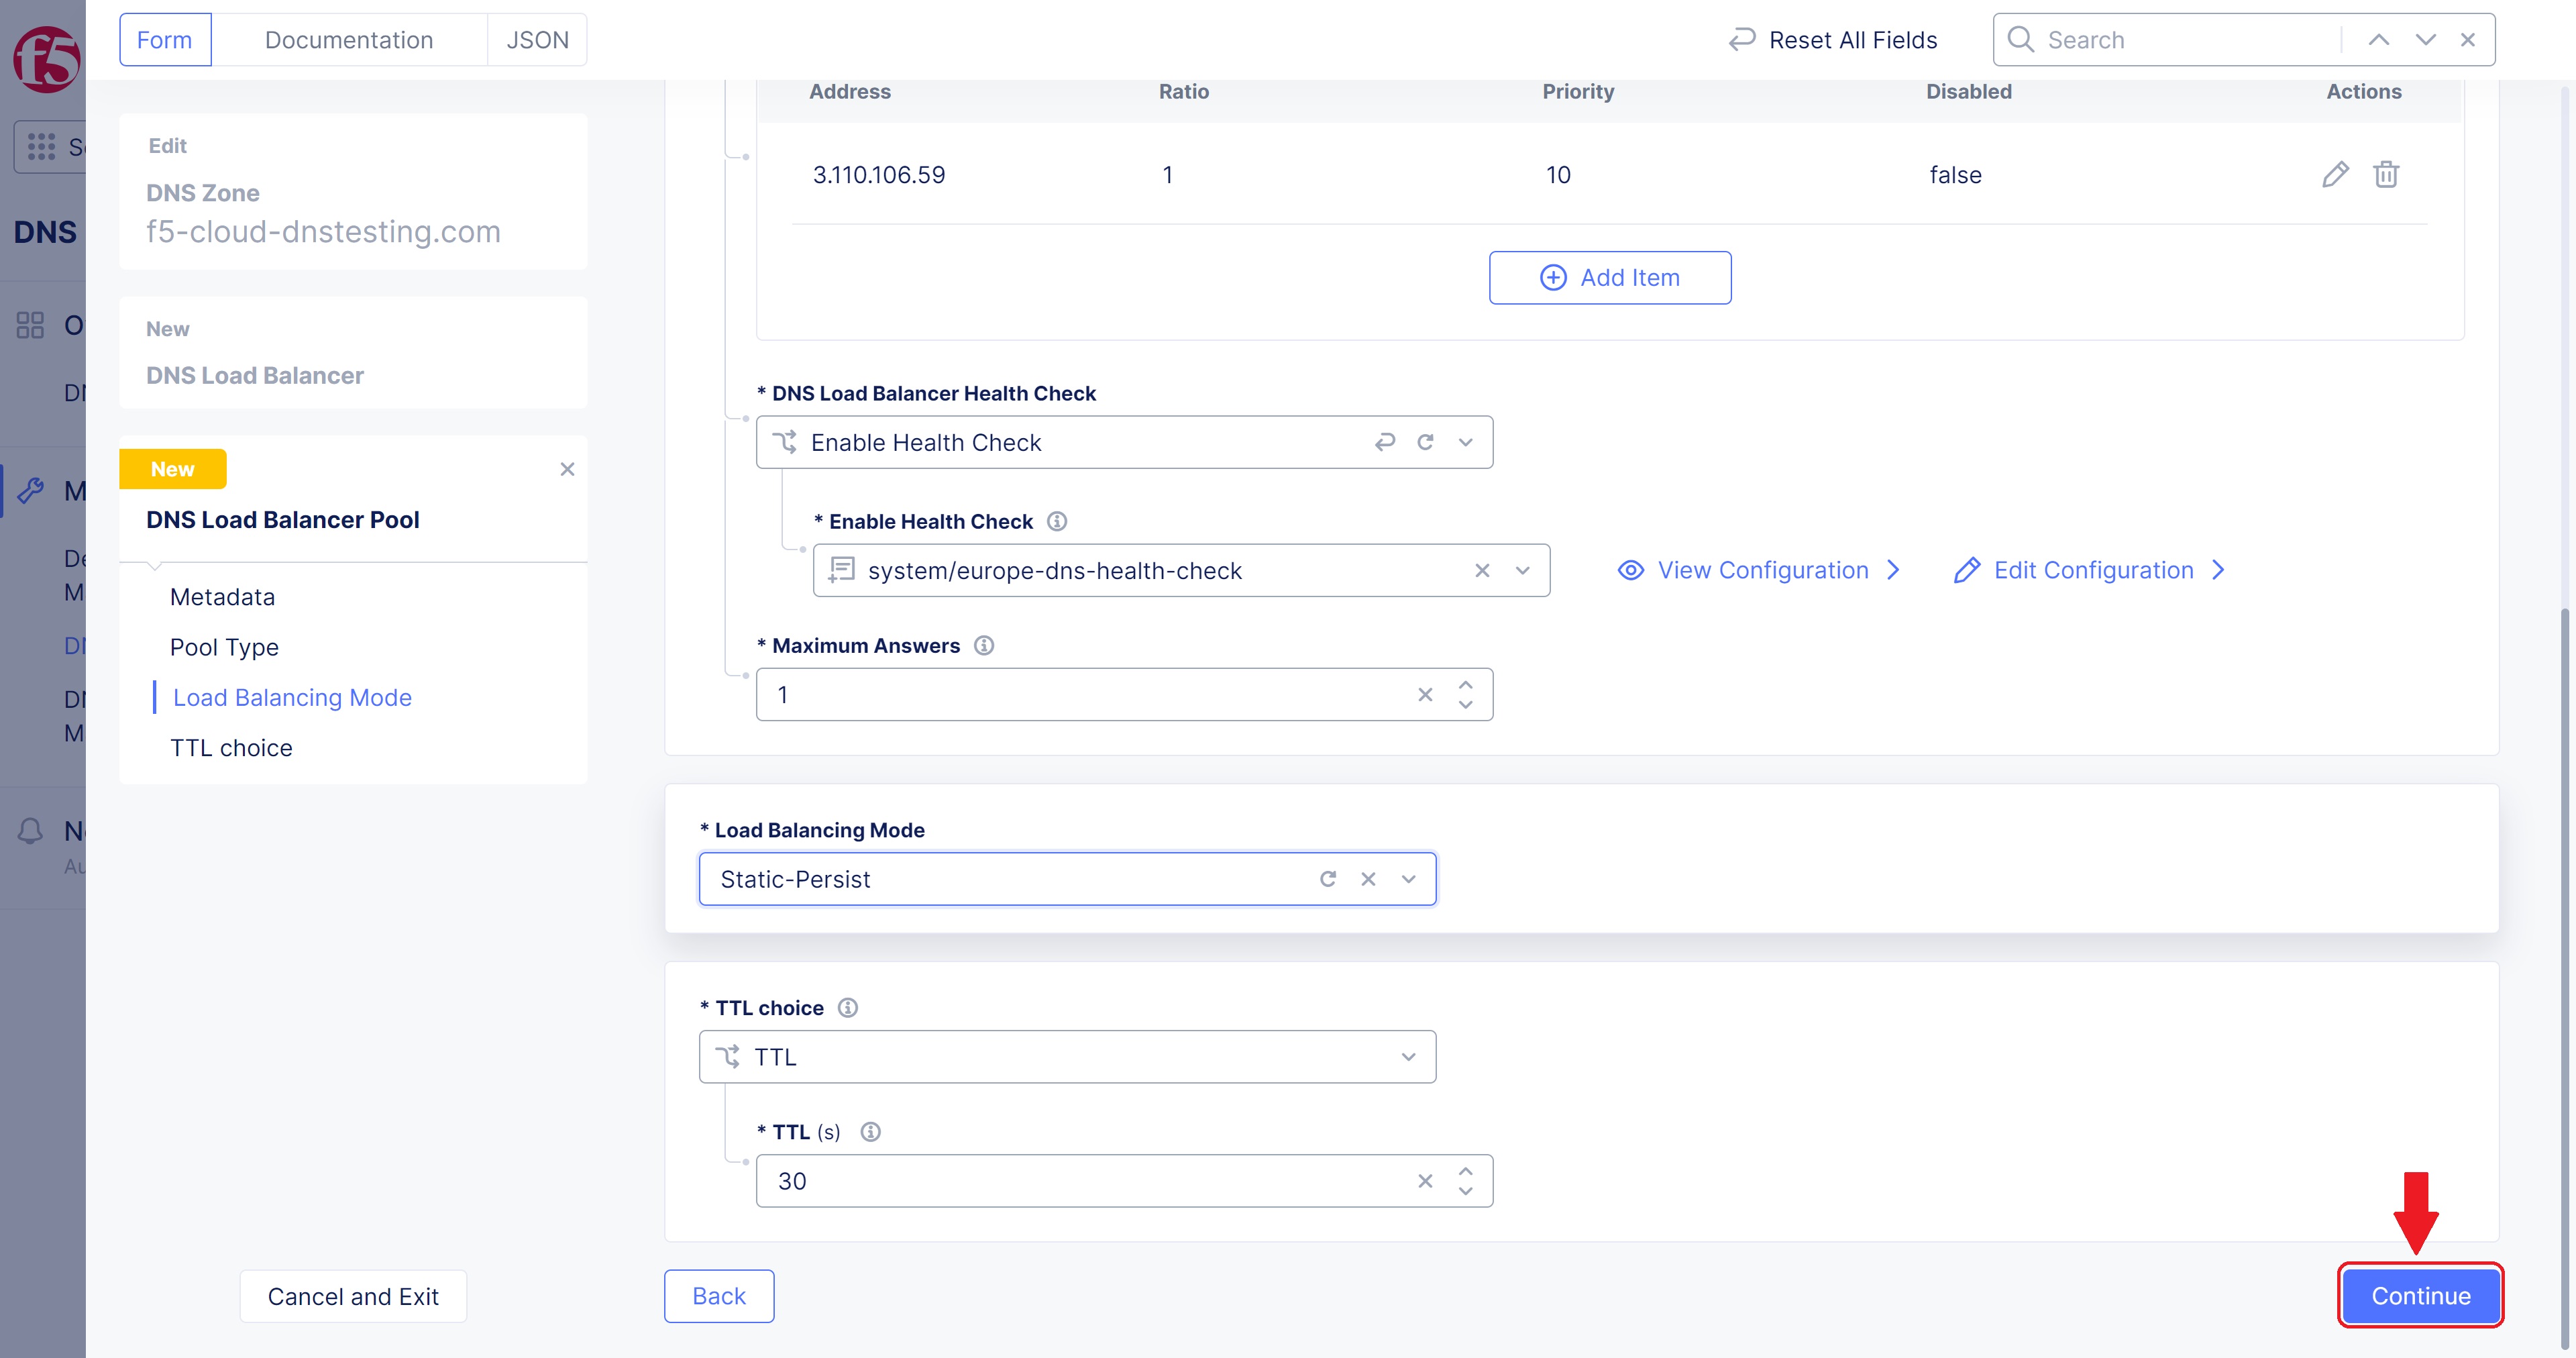 Form
Documentation
JSON
Reset All Fields
Search
f5
DNS
Edit
DNS Zone
f5-cloud-dnstesting.com
New
DNS Load Balancer
New
DNS Load Balancer Pool
Metadata
Pool Type
Load Balancing Mode
TTL choice
Address Ratio Priority Disabled Actions
3.110.106.59 1 10 false
Add Item
* DNS Load Balancer Health Check
Enable Health Check
* Enable Health Check
system/europe-dns-health-check
View Configuration
Edit Configuration
* Maximum Answers
1
* Load Balancing Mode
Static-Persist
* TTL choice
TTL
* TTL (s)
30
Cancel and Exit
Back
Continue